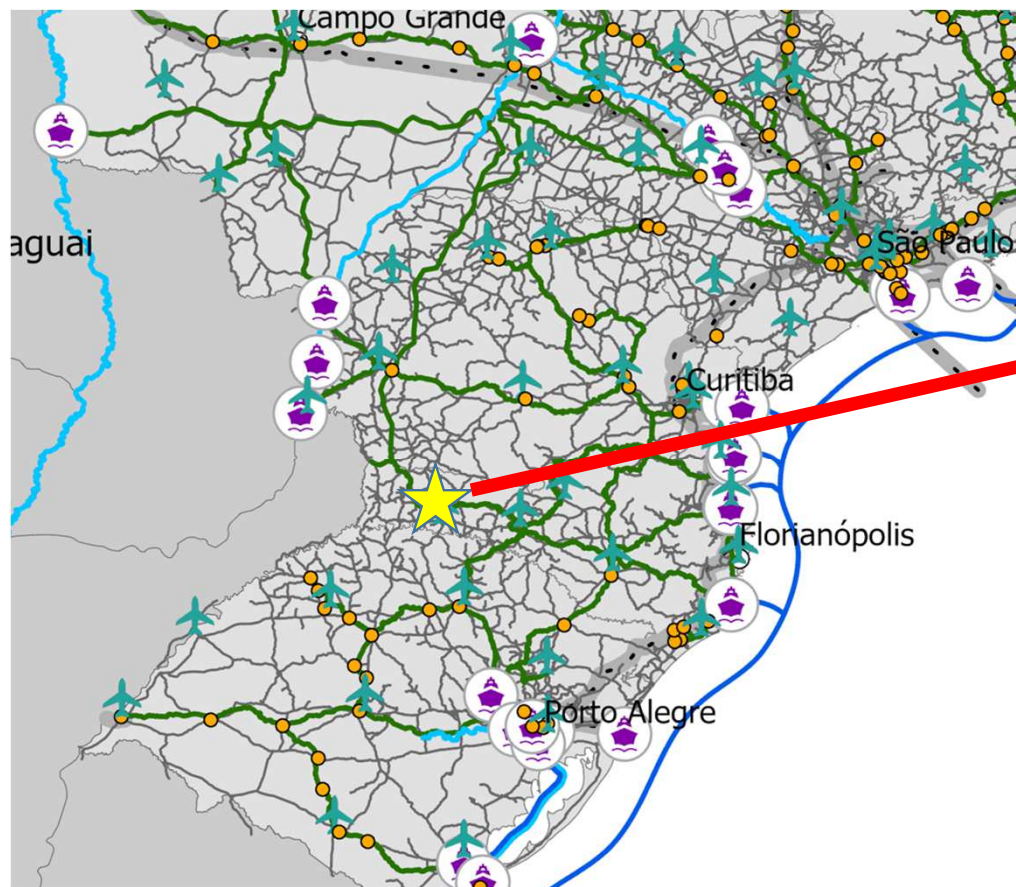 Campo Grande
aguai
São Paulo
Curitiba
Florianópolis
Porto Alegre